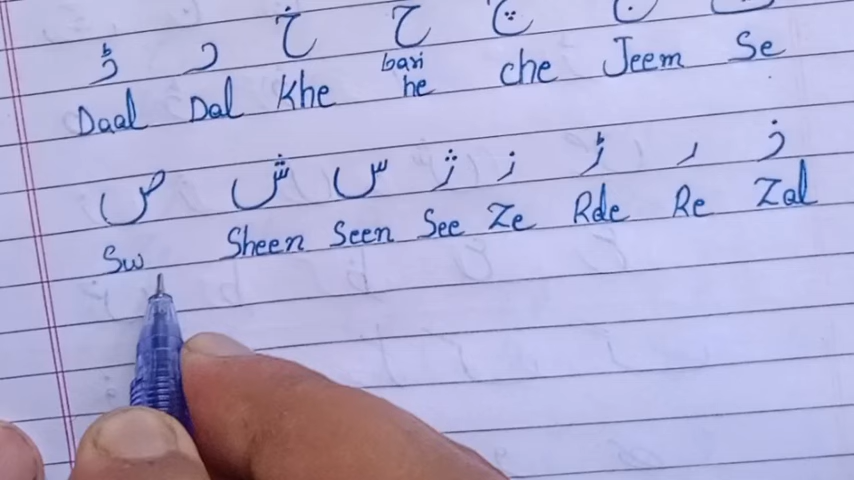 ج چ ح خ د ڈ
Se Jeem che bari he Khe Dal Daal
ذ ر ڑ ز ژ س ش ص
Zal Re Rde Ze See Seen Sheen Sw